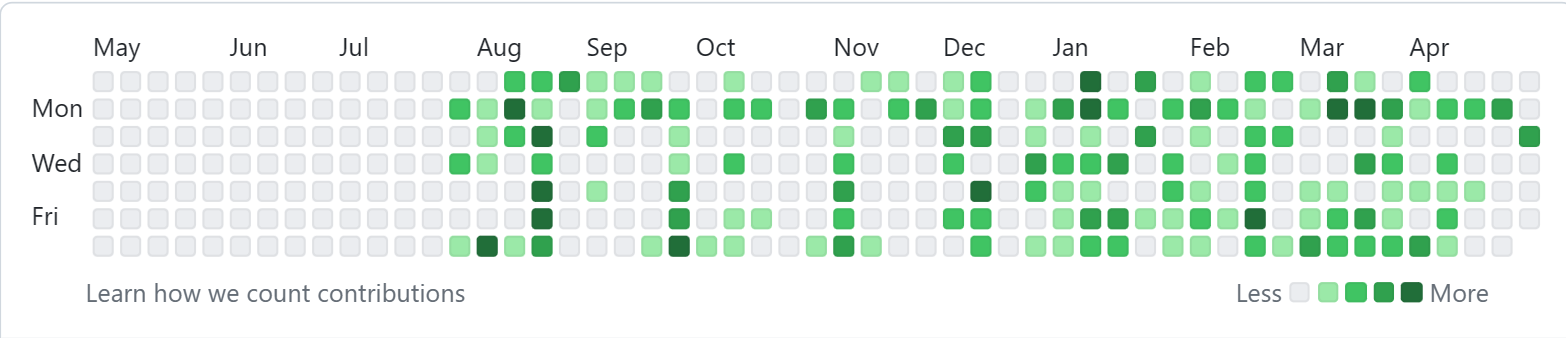 May Jun Jul Aug Sep Oct Nov Dec Jan Feb Mar Apr
Mon
Wed
Fri
Learn how we count contributions Less More